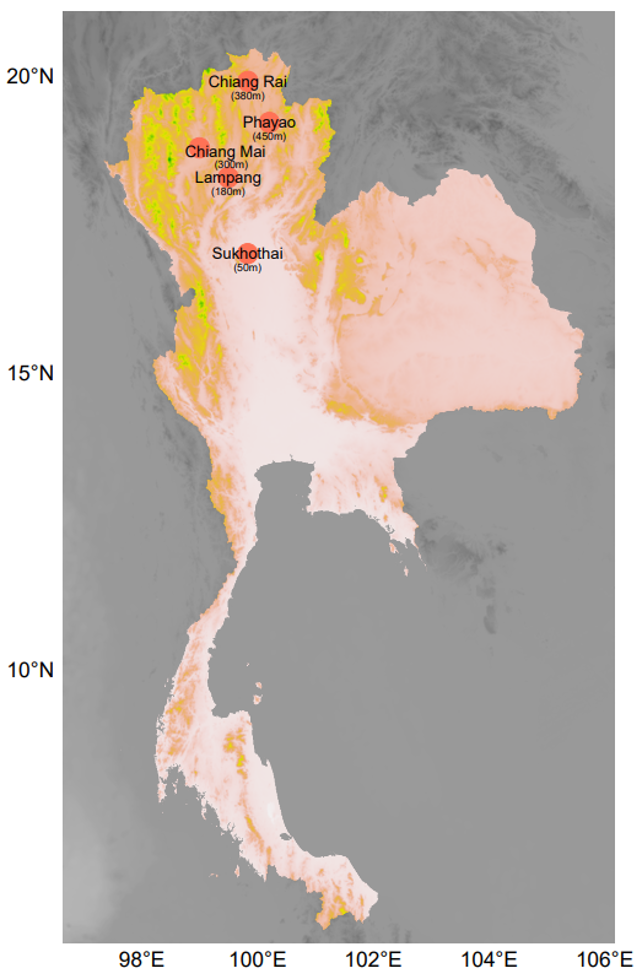 20°N
Chiang Rai
(380m)
Phayao
(450m)
Chiang Mai
(300m)
Lampang
(180m)
Sukhothai
(50m)
15°N
10°N
98°E 100°E 102°E 104°E 106°E